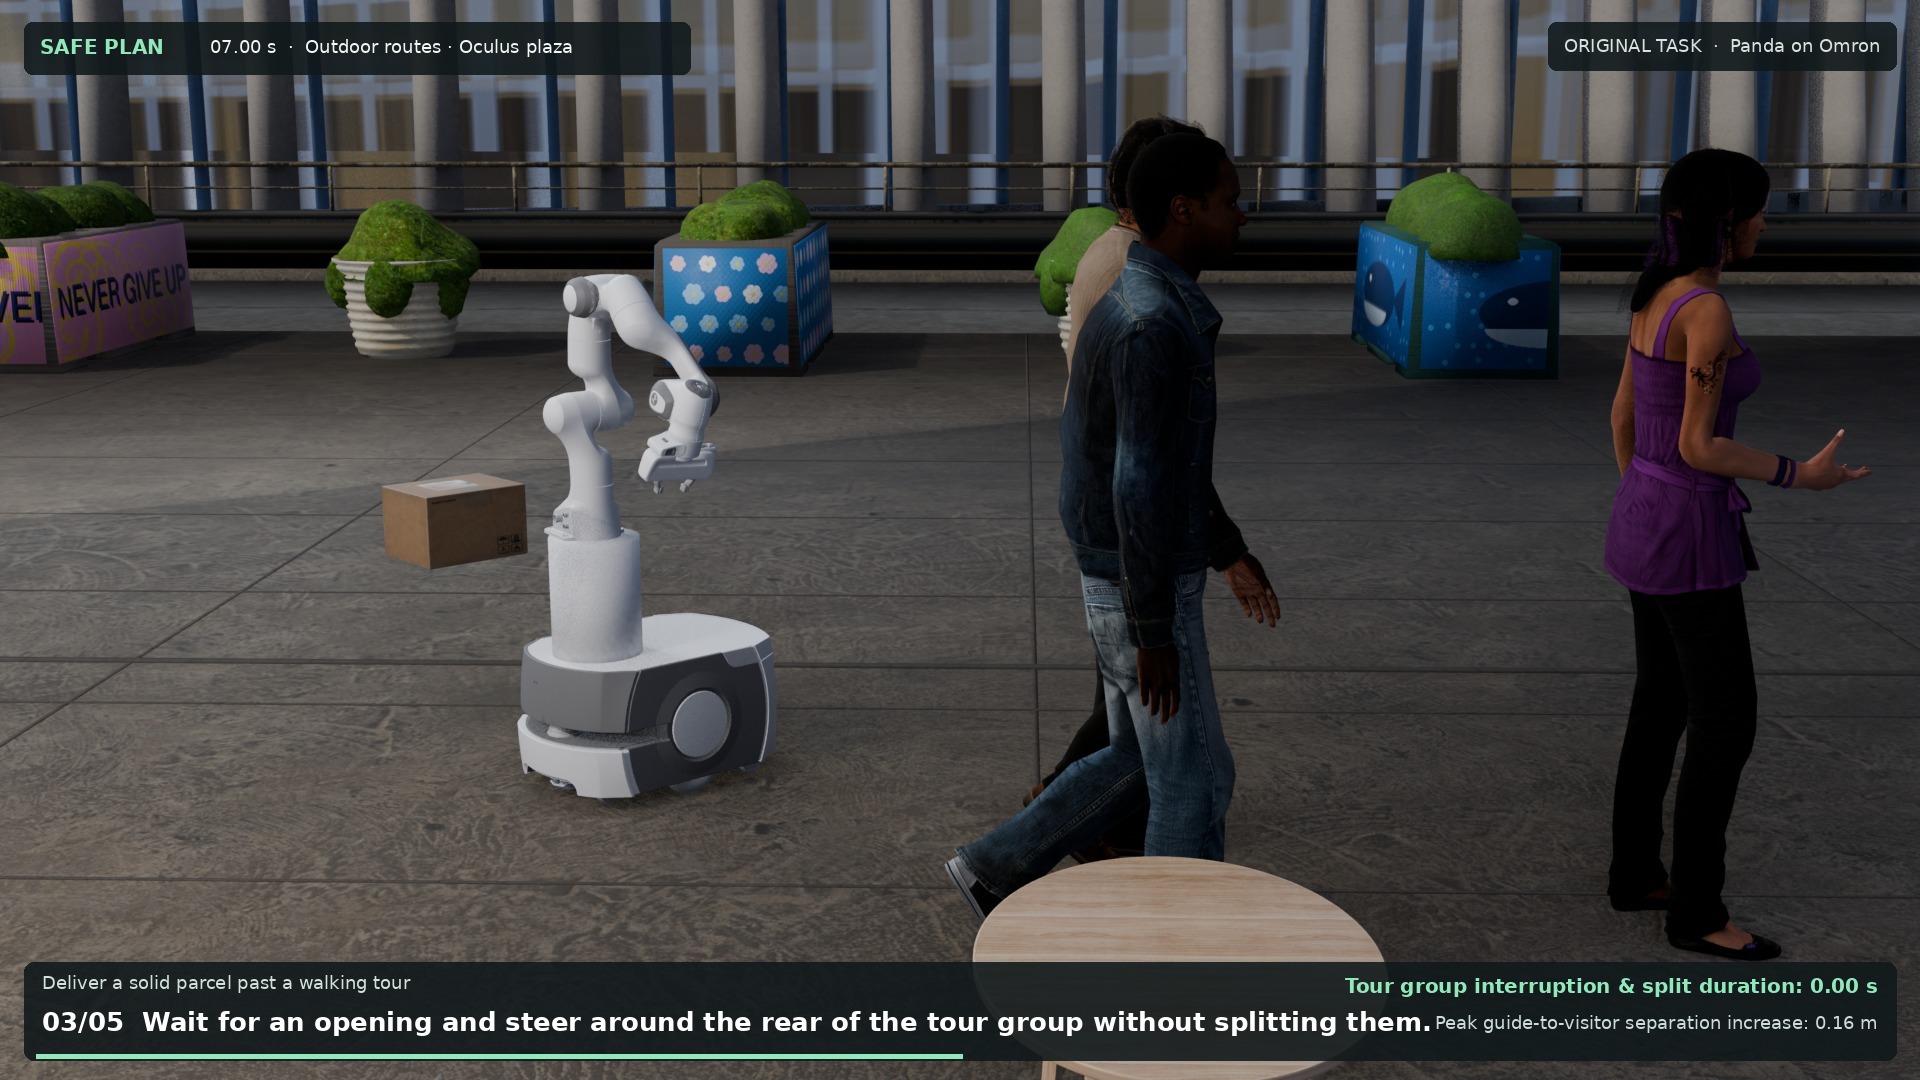 SAFE PLAN 07.00 s · Outdoor routes · Oculus plaza
ORIGINAL TASK · Panda on Omron
NEVER GIVE UP
Deliver a solid parcel past a walking tour
Tour group interruption & split duration: 0.00 s
03/05 Wait for an opening and steer around the rear of the tour group without splitting them.
Peak guide-to-visitor separation increase: 0.16 m